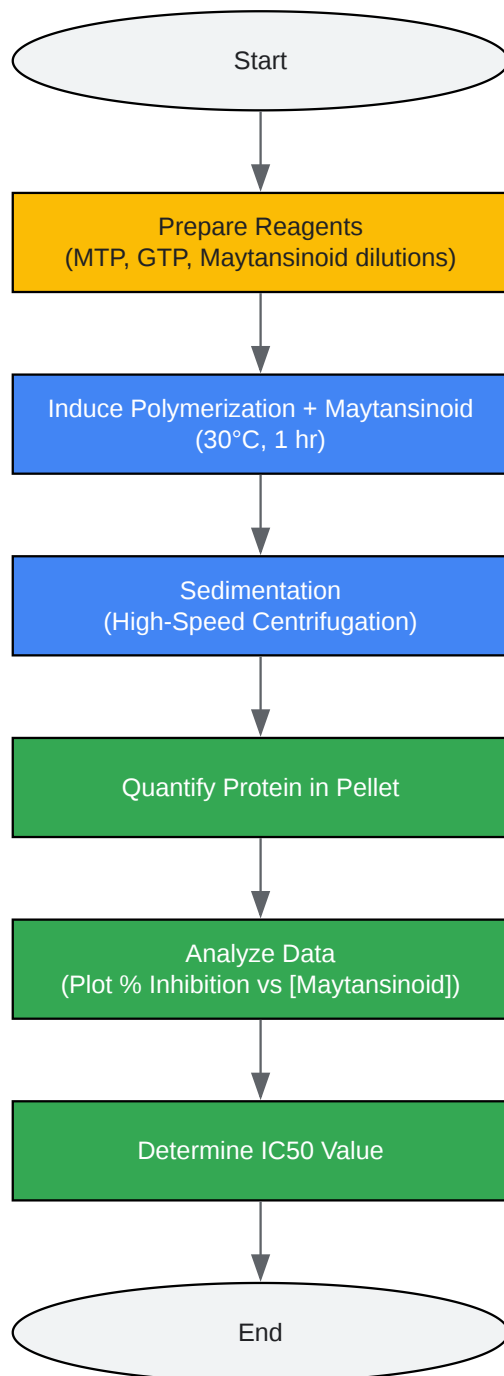 Start
Prepare Reagents
(MTP, GTP, Maytansinoid dilutions)
Induce Polymerization + Maytansinoid
(30°C, 1 hr)
Sedimentation
(High-Speed Centrifugation)
Quantify Protein in Pellet
Analyze Data
(Plot % Inhibition vs [Maytansinoid])
Determine IC50 Value
End